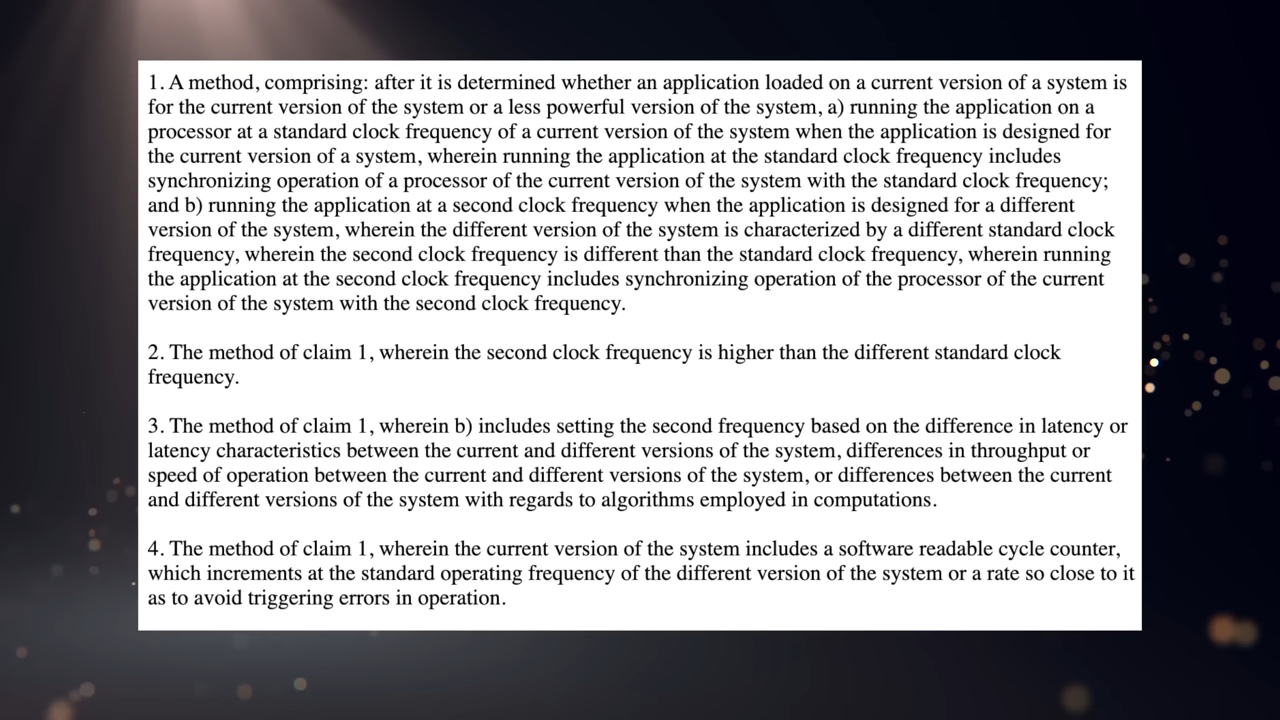 1. A method, comprising: after it is determined whether an application loaded on a current version of a system is
for the current version of the system or a less powerful version of the system, a) running the application on a
processor at a standard clock frequency of a current version of the system when the application is designed for
the current version of a system, wherein running the application at the standard clock frequency includes
synchronizing operation of a processor of the current version of the system with the standard clock frequency;
and b) running the application at a second clock frequency when the application is designed for a different
version of the system, wherein the different version of the system is characterized by a different standard clock
frequency, wherein the second clock frequency is different than the standard clock frequency, wherein running
the application at the second clock frequency includes synchronizing operation of the processor of the current
version of the system with the second clock frequency.
2. The method of claim 1, wherein the second clock frequency is higher than the different standard clock
frequency.
3. The method of claim 1, wherein b) includes setting the second frequency based on the difference in latency or
latency characteristics between the current and different versions of the system, differences in throughput or
speed of operation between the current and different versions of the system, or differences between the current
and different versions of the system with regards to algorithms employed in computations.
4. The method of claim 1, wherein the current version of the system includes a software readable cycle counter,
which increments at the standard operating frequency of the different version of the system or a rate so close to it
as to avoid triggering errors in operation.